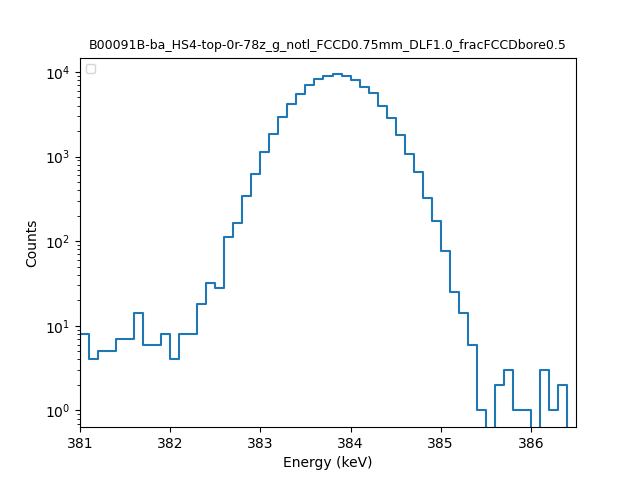 B00091B-ba_HS4-top-0r-78z_g_notl_FCCD0.75mm_DLF1.0_fracFCCDbore0.5
10^4
10^3
10^2
10^1
10^0
Counts
381 382 383 384 385 386
Energy (keV)